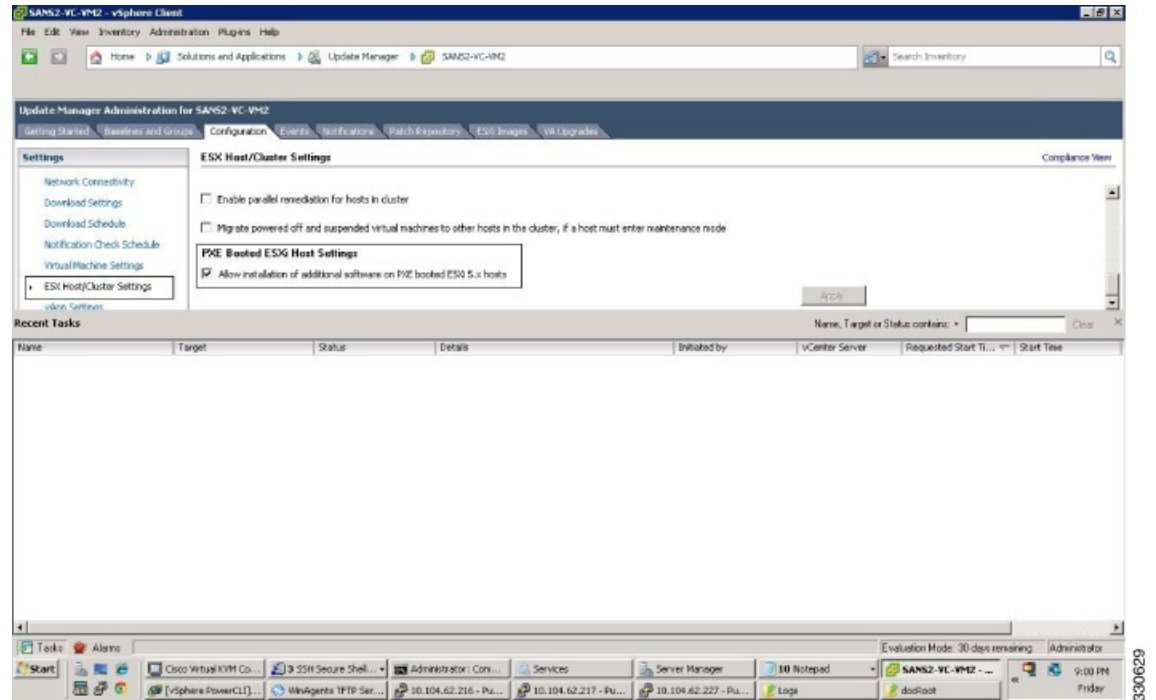 SANS2-VC-VM2 - vSphere Client
File Edit View Inventory Administration Plug-ins Help
Home Solutions and Applications Update Manager SANS2-VC-VM2 Search Inventory
Update Manager Administration for SANS2-VC-VM2
Getting Started Baselines and Groups Configuration Events Notifications Patch Repository ESXi Images VA Upgrades
Settings ESX Host/Cluster Settings Compliance View
Network Connectivity
Download Settings
Enable parallel remediation for hosts in cluster
Download Schedule
Migrate powered off and suspended virtual machines to other hosts in the cluster, if a host must enter maintenance mode
Notification Check Schedule
PXE Booted ESXi Host Settings
Virtual Machine Settings
Allow installation of additional software on PXE booted ESXi 5.x hosts
ESX Host/Cluster Settings
Apply
vApp Settings
Recent Tasks Name, Target or Status contains: Clear
Name Target Status Details Initiated by vCenter Server Requested Start Ti... Start Time
Tasks Alarms Evaluation Mode: 30 days remaining Administrator
Start Cisco Virtual KVM Co... 3 SSH Secure Shell... Administrator: Com... Services Server Manager 10 Notepad SANS2-VC-VM2 - ... 9:00 PM
[vSphere PowerCLI]... WinAgents TFTP Ser... 10.104.62.216 - Pu... 10.104.62.217 - Pu... 10.104.62.227 - Pu... Logs dosRoot Friday
330629